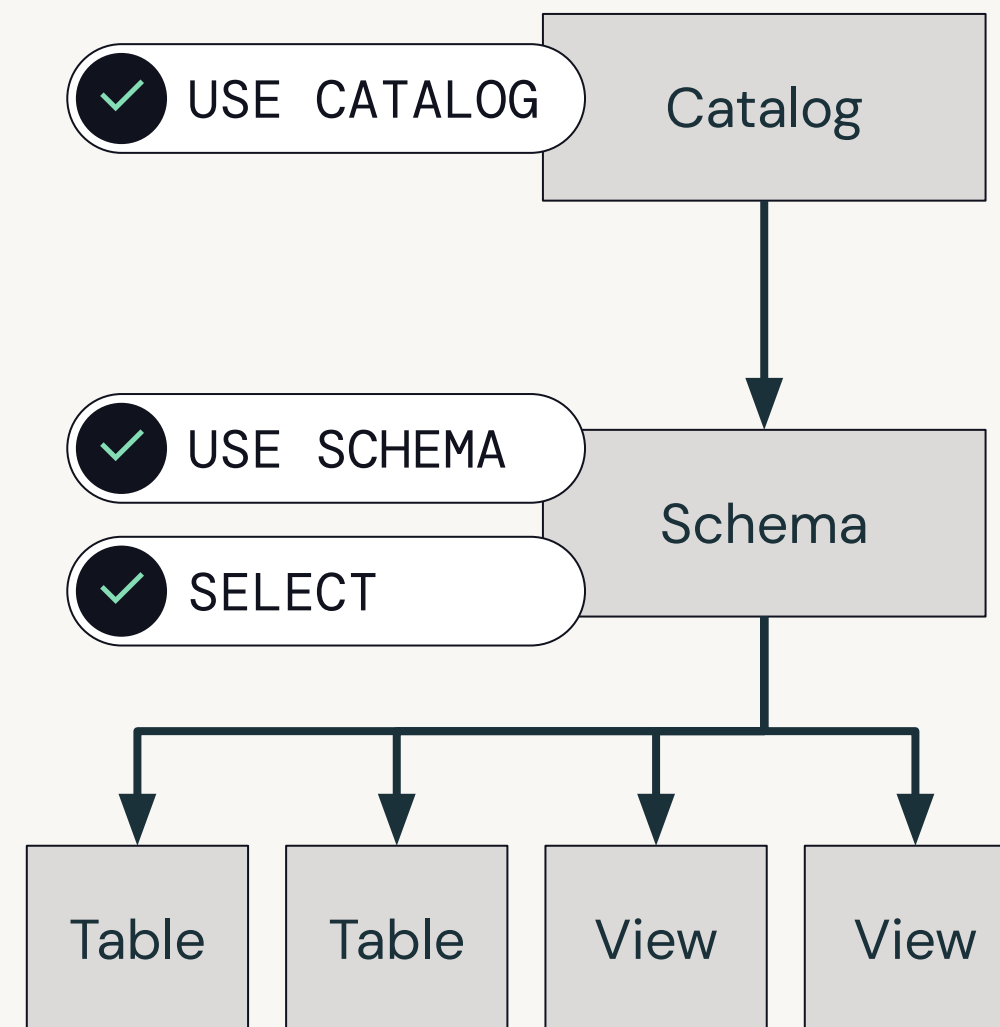 USE CATALOG
Catalog
USE SCHEMA
Schema
SELECT
Table
Table
View
View